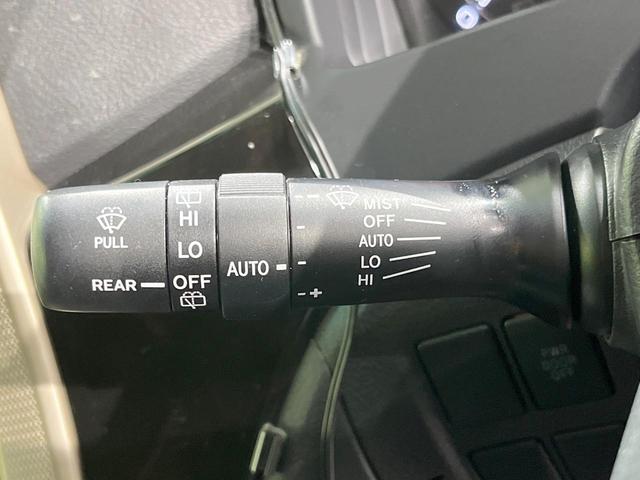 PULL
REAR
HI
LO
OFF
AUTO
- -
-
-
- +
MIST
OFF
AUTO
LO
HI